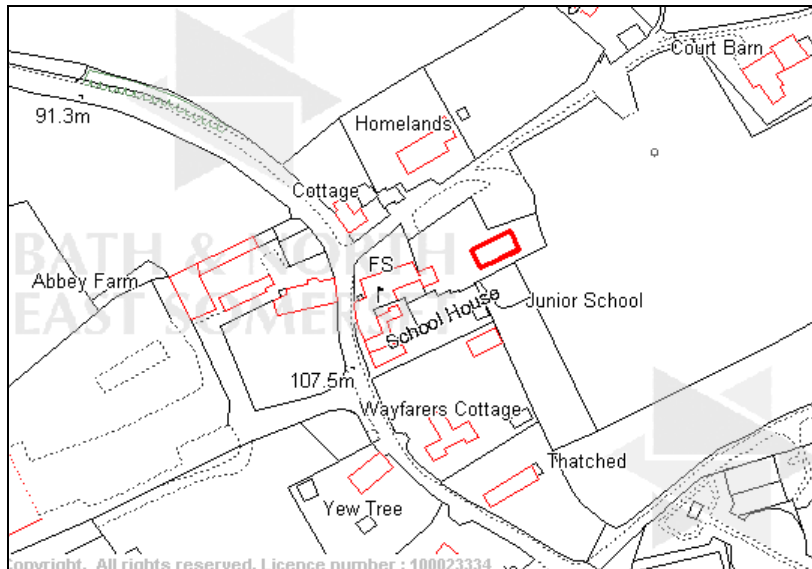 Court Barn
91.3m
Homelands
Cottage
BATH & NORTH
EAST SOMERSET
Abbey Farm
FS
School House
Junior School
107.5m
Wayfarers Cottage
Thatched
Yew Tree
opyright. All rights reserved. Licence number : 100023334